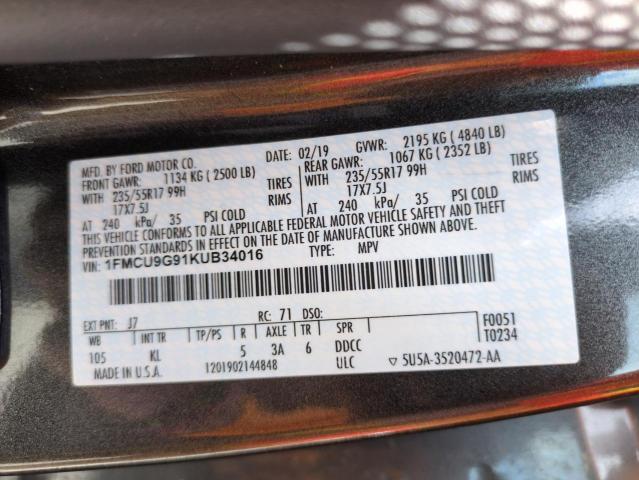 MFD. BY FORD MOTOR CO. DATE: 02/19 GVWR: 2195 KG (4840 LB)
FRONT GAWR: 1134 KG (2500 LB) REAR GAWR: 1067 KG (2352 LB)
WITH 235/55R17 99H TIRES WITH 235/55R17 99H TIRES
17X7.5J RIMS 17X7.5J RIMS
AT 240 kPa/ 35 PSI COLD AT 240 kPa/ 35 PSI COLD
THIS VEHICLE CONFORMS TO ALL APPLICABLE FEDERAL MOTOR VEHICLE SAFETY AND THEFT
PREVENTION STANDARDS IN EFFECT ON THE DATE OF MANUFACTURE SHOWN ABOVE.
VIN: 1FMCU9G91KUB34016 TYPE: MPV
EXT PNT: J7 RC: 71 DSO: F0051
WB INT TR TP/PS R AXLE TR SPR T0234
105 KL 5 3A 6 DDCC
MADE IN U.S.A. 1201902144848 ULC ▽ 5U5A-3520472-AA